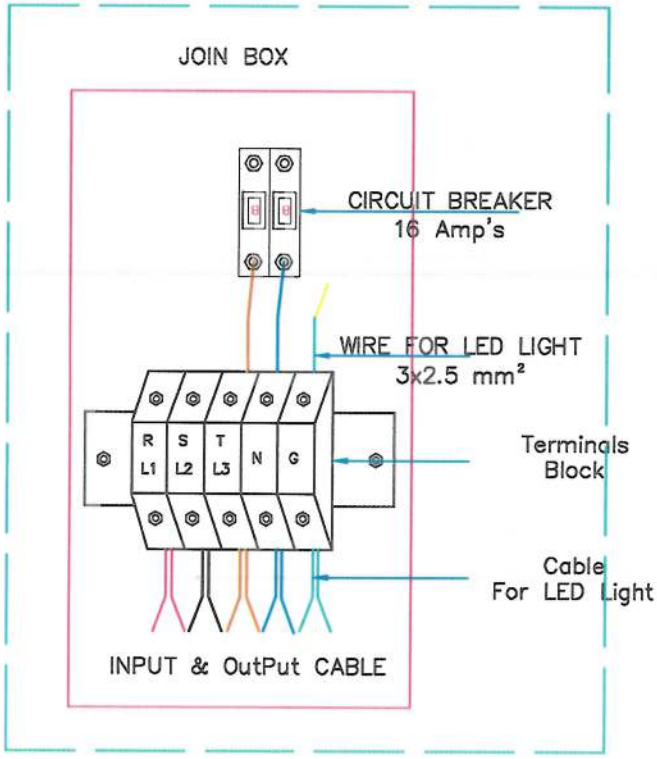 JOIN BOX
CIRCUIT BREAKER
16 Amp's
WIRE FOR LED LIGHT
3x2.5 mm²
R S T
L1 L2 L3 N G
Terminals
Block
Cable
For LED Light
INPUT & OutPut CABLE